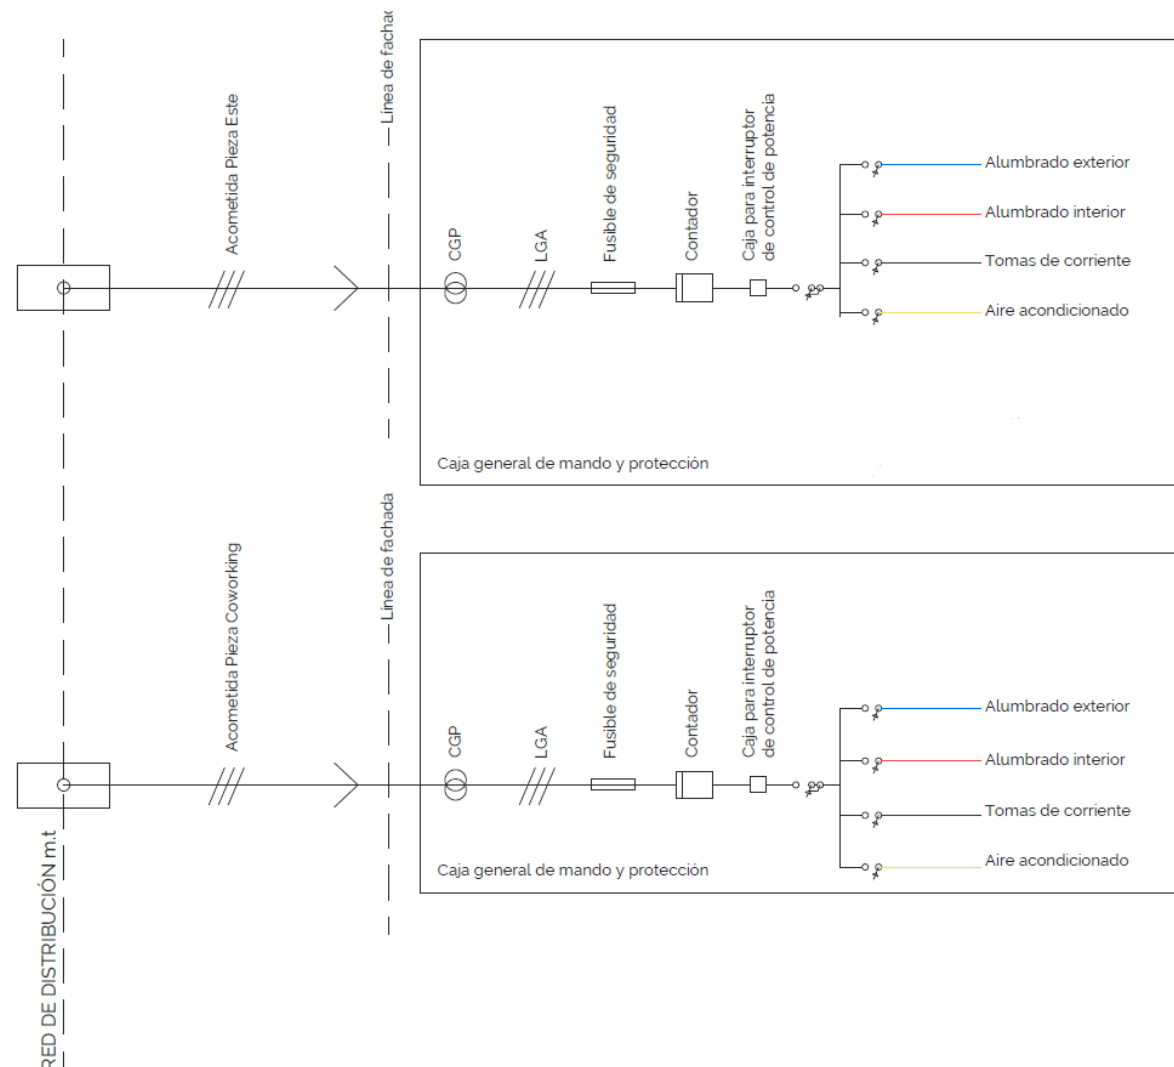 Acometida Pieza Este
Línea de fachada
CGP
LGA
Fusible de seguridad
Contador
Caja para interruptor
de control de potencia
Alumbrado exterior
Alumbrado interior
Tomas de corriente
Aire acondicionado
Caja general de mando y protección
Acometida Pieza Coworking
Línea de fachada
CGP
LGA
Fusible de seguridad
Contador
Caja para interruptor
de control de potencia
Alumbrado exterior
Alumbrado interior
Tomas de corriente
Aire acondicionado
Caja general de mando y protección
RED DE DISTRIBUCIÓN m.t